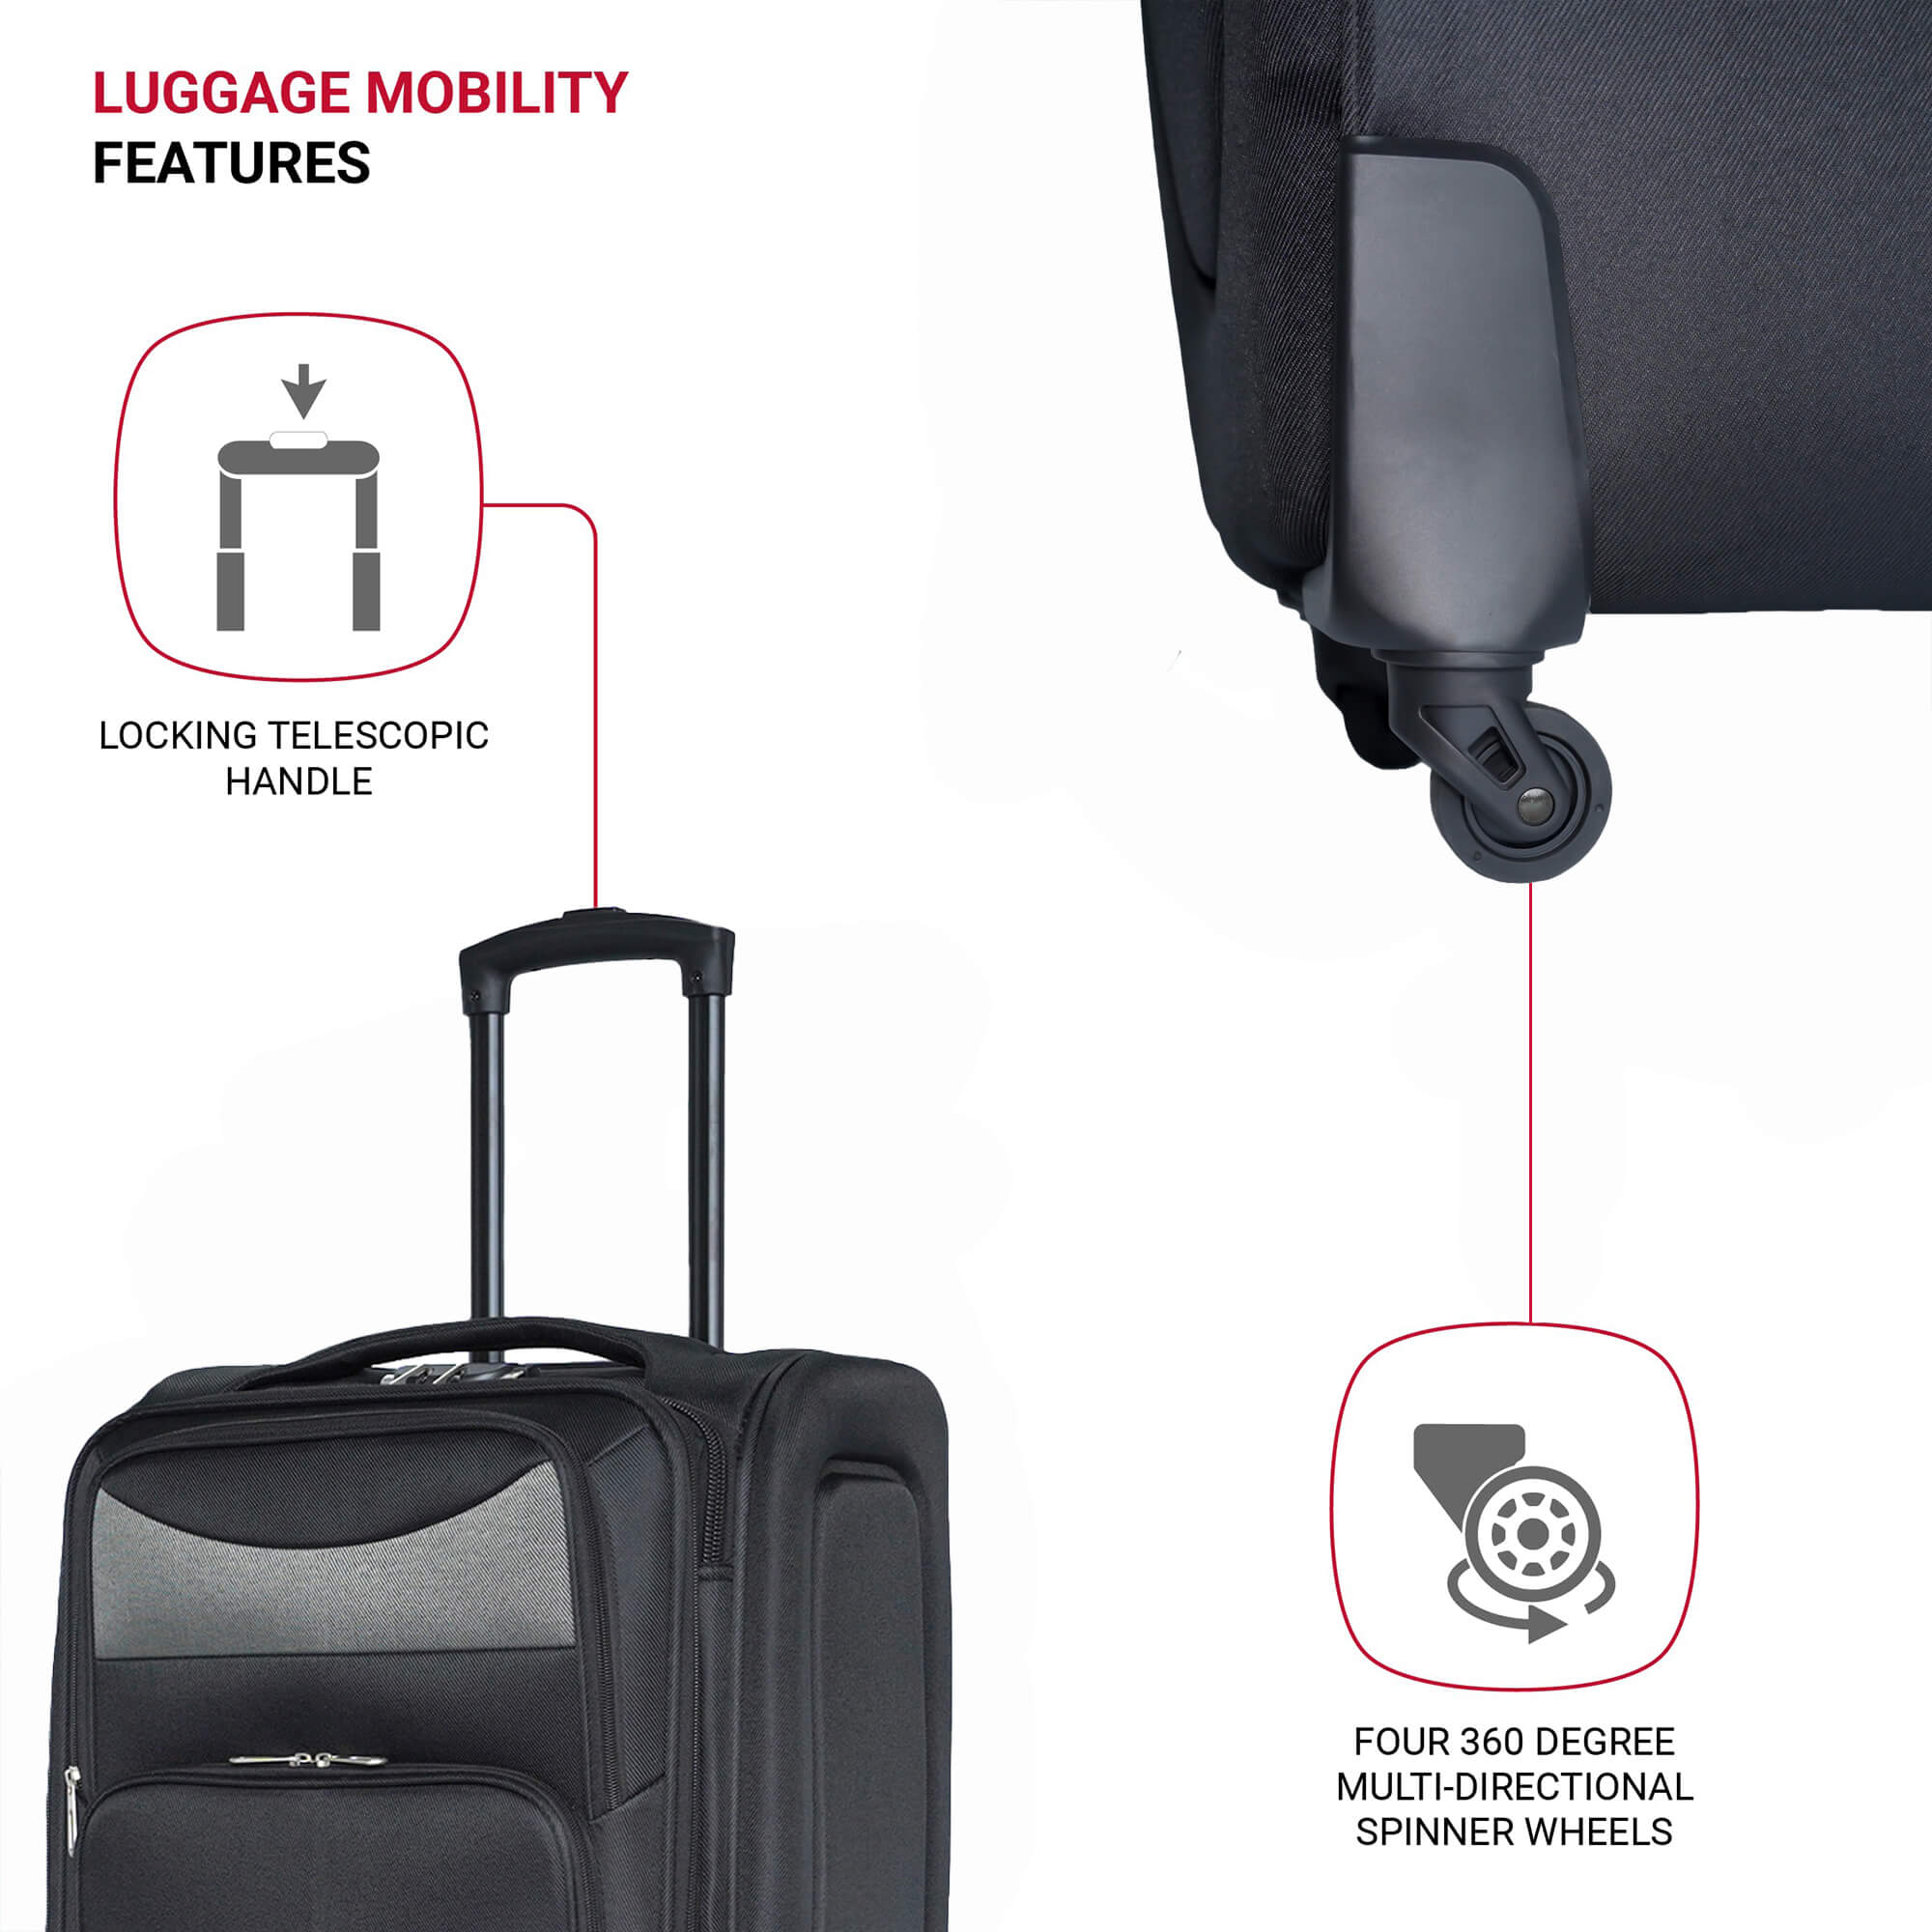 LUGGAGE MOBILITY
FEATURES
LOCKING TELESCOPIC
HANDLE
FOUR 360 DEGREE
MULTI-DIRECTIONAL
SPINNER WHEELS